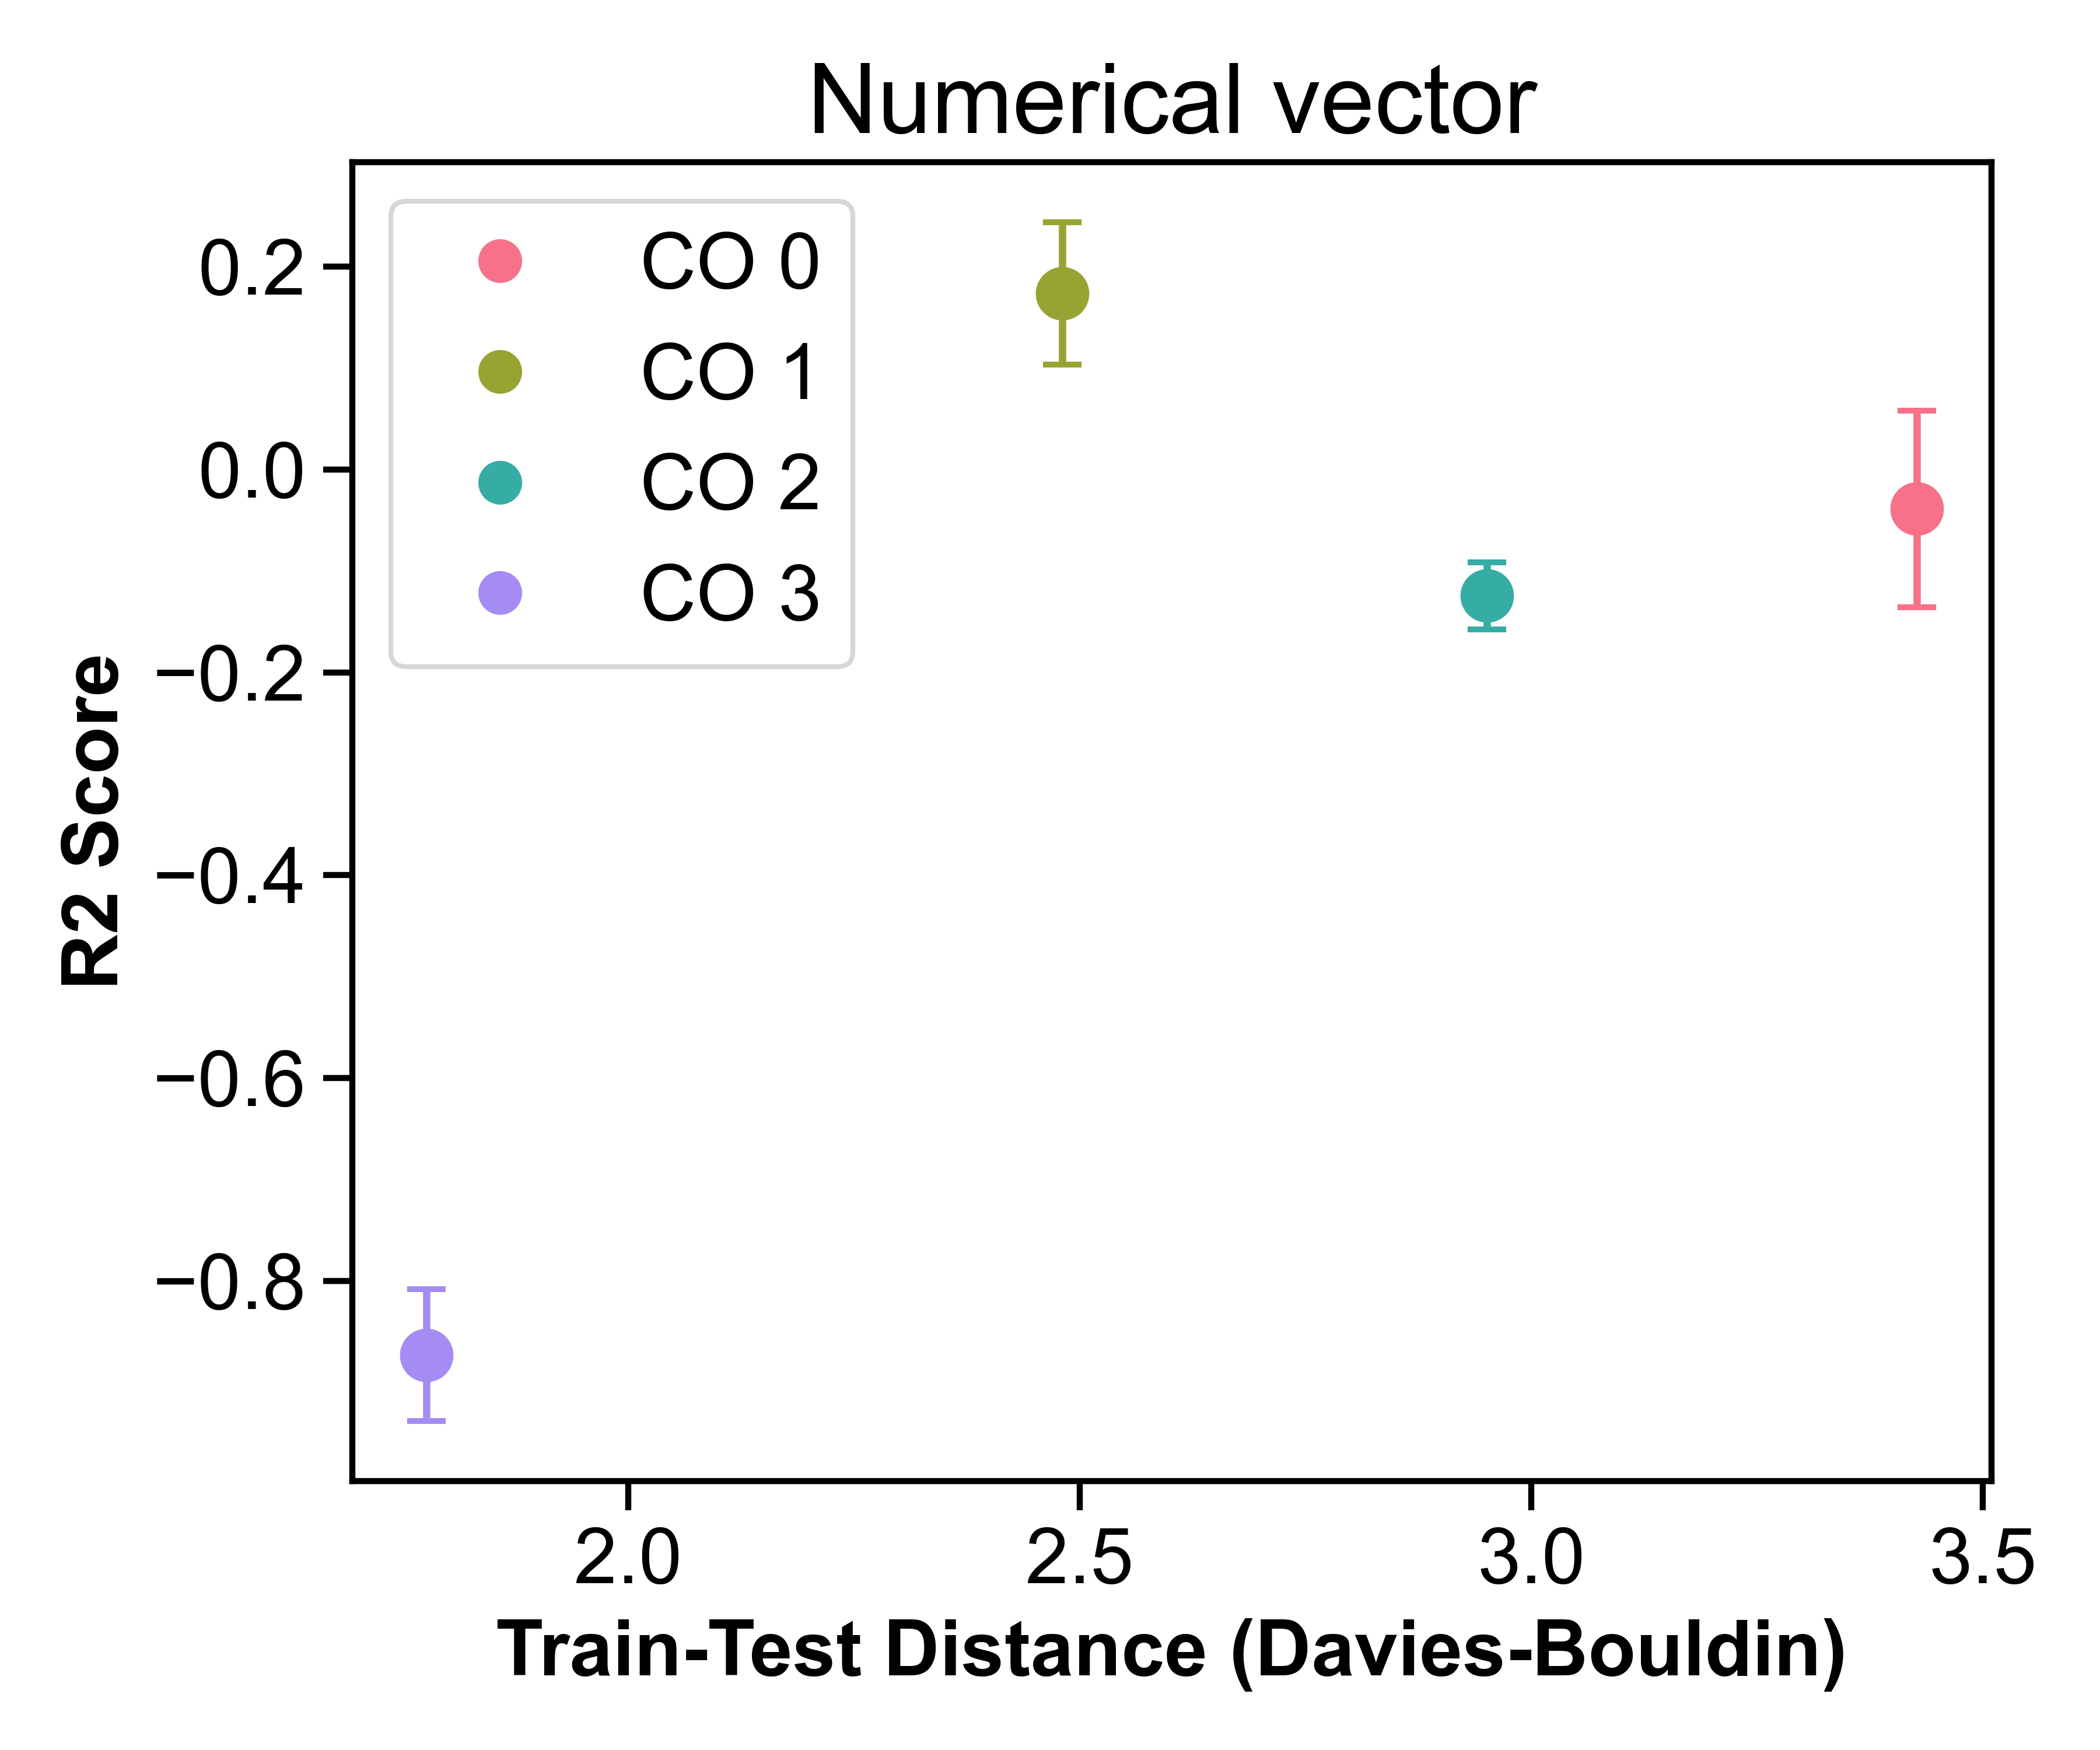 Numerical vector
CO 0
CO 1
CO 2
CO 3
R2 Score
0.2
0.0
−0.2
−0.4
−0.6
−0.8
2.0 2.5 3.0 3.5
Train-Test Distance (Davies-Bouldin)